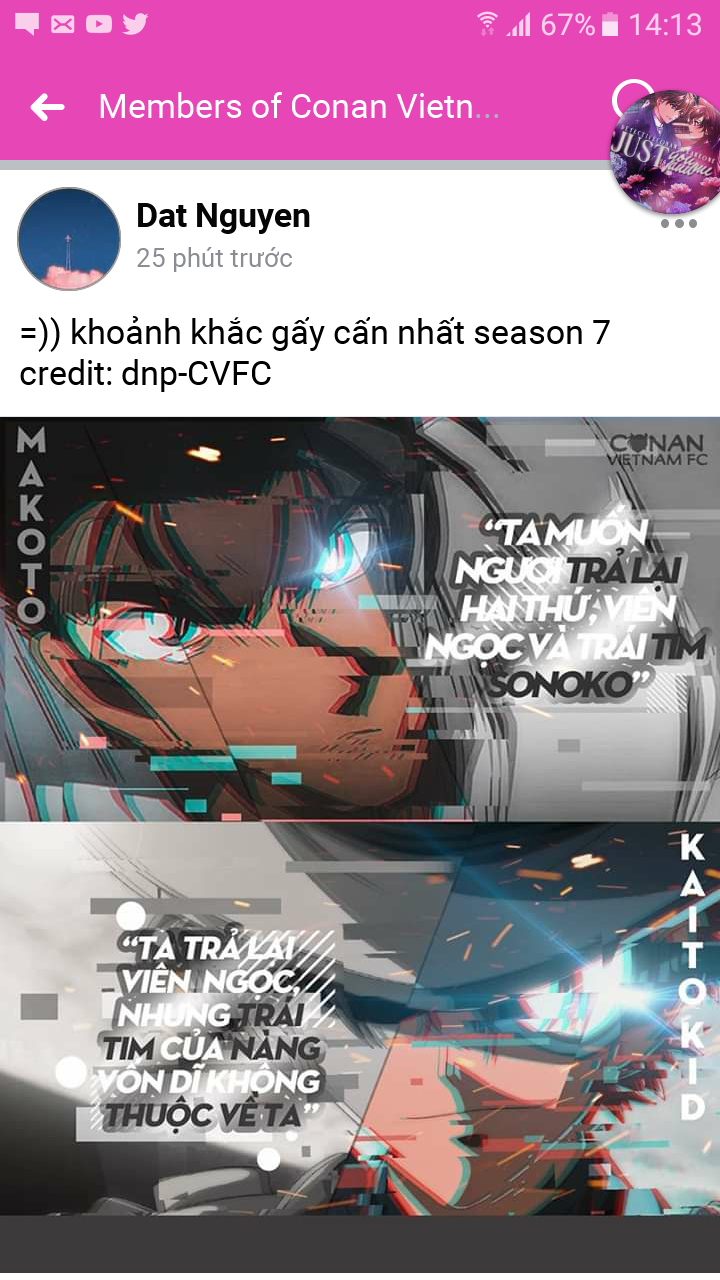 67% 14:13
Members of Conan Vietn...
JUST
Dat Nguyen
25 phút trước
=)) khoảnh khắc gấy cấn nhất season 7
credit: dnp-CVFC
MAKOTO
CONAN
VIETNAM FC
“TA MUỐN
NGƯƠI TRẢ LẠI
HAI THỨ, VIÊN
NGỌC VÀ TRÁI TIM
SONOKO”
KAITO KID
“TA TRẢ LẠI
VIÊN NGỌC,
NHƯNG TRÁI
TIM CỦA NÀNG
VỐN DĨ KHÔNG
THUỘC VỀ TA”